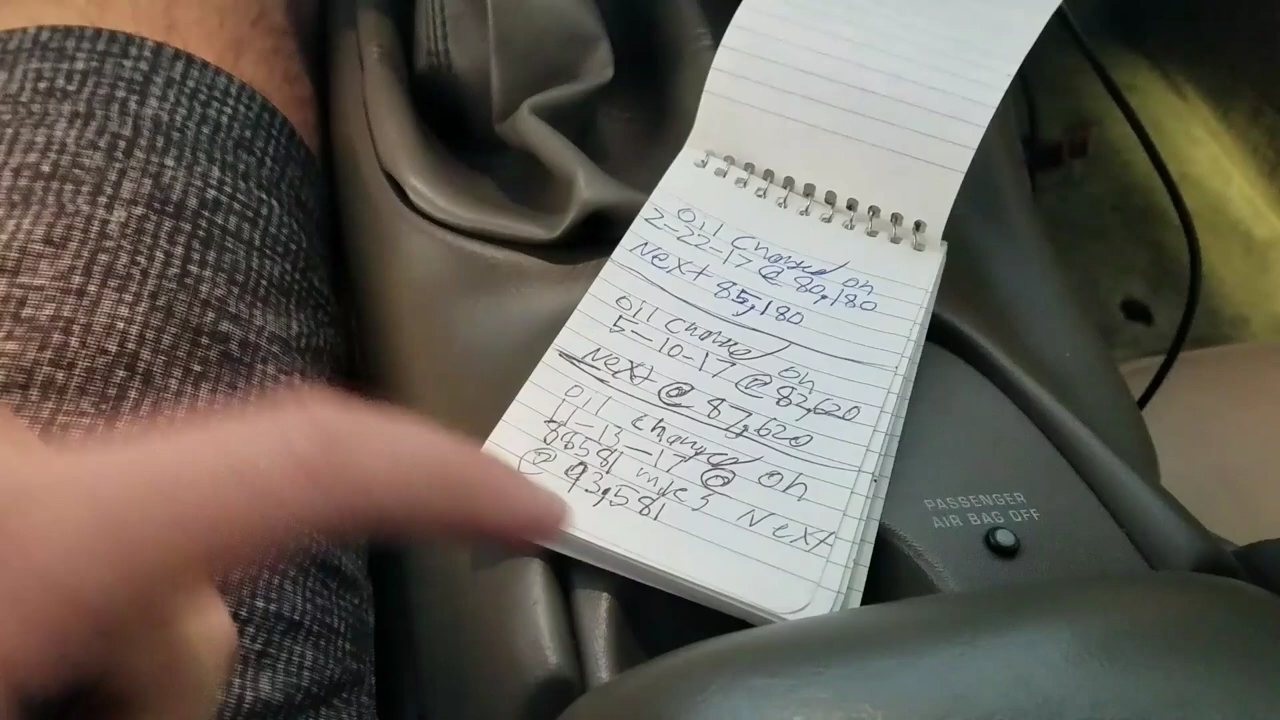 Oil Changed on
2-22-17 @ 80,180
Next 85,180
Oil Changed on
5-10-17 @ 82,620
Next @ 87,620
Oil changed on
11-13-17 @
88581 miles Next
@ 93,581
PASSENGER
AIR BAG OFF